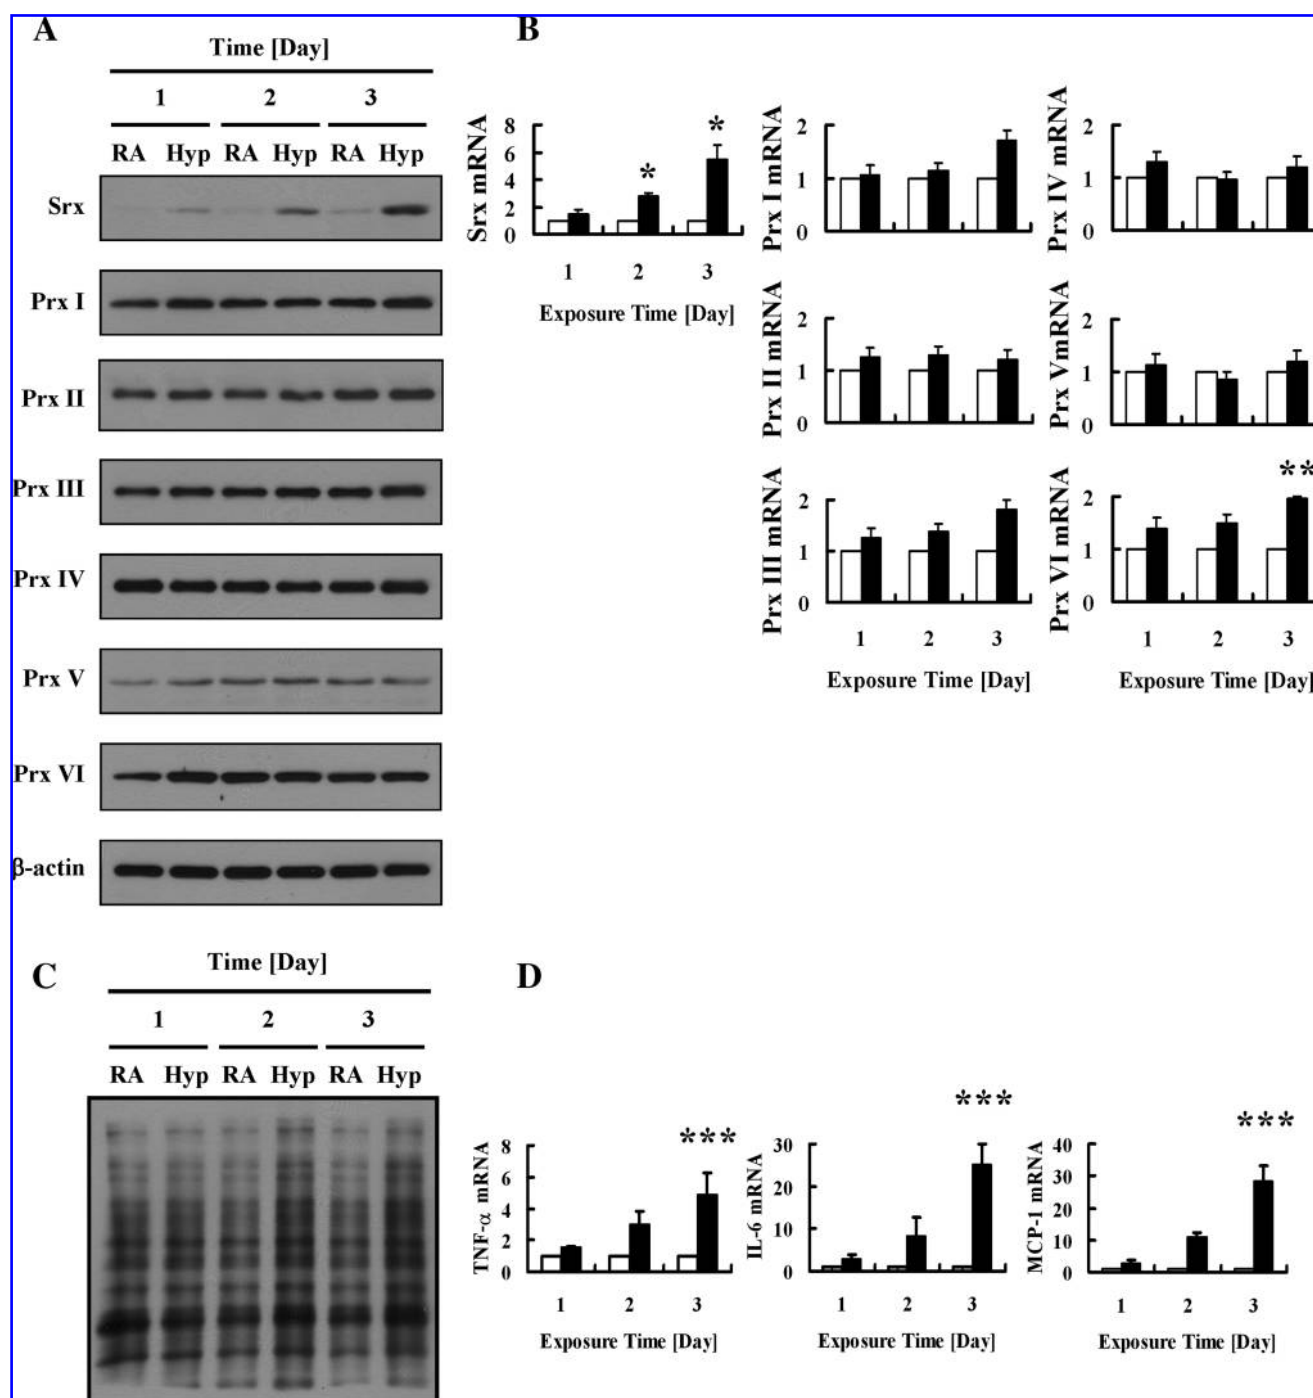 A
Time [Day]
1 2 3
RA Hyp RA Hyp RA Hyp
Srx
Prx I
Prx II
Prx III
Prx IV
Prx V
Prx VI
β-actin
B
Srx mRNA
8
6
4
2
0
*
*
1 2 3
Exposure Time [Day]
Prx I mRNA
2
1
0
Prx IV mRNA
2
1
0
Prx II mRNA
2
1
0
Prx VmRNA
2
1
0
Prx III mRNA
2
1
0
1 2 3
Exposure Time [Day]
Prx VI mRNA
2
1
0
**
1 2 3
Exposure Time [Day]
C
Time [Day]
1 2 3
RA Hyp RA Hyp RA Hyp
D
TNF-α mRNA
8
6
4
2
0
***
1 2 3
Exposure Time [Day]
IL-6 mRNA
30
20
10
0
***
1 2 3
Exposure Time [Day]
MCP-1 mRNA
40
30
20
10
0
***
1 2 3
Exposure Time [Day]